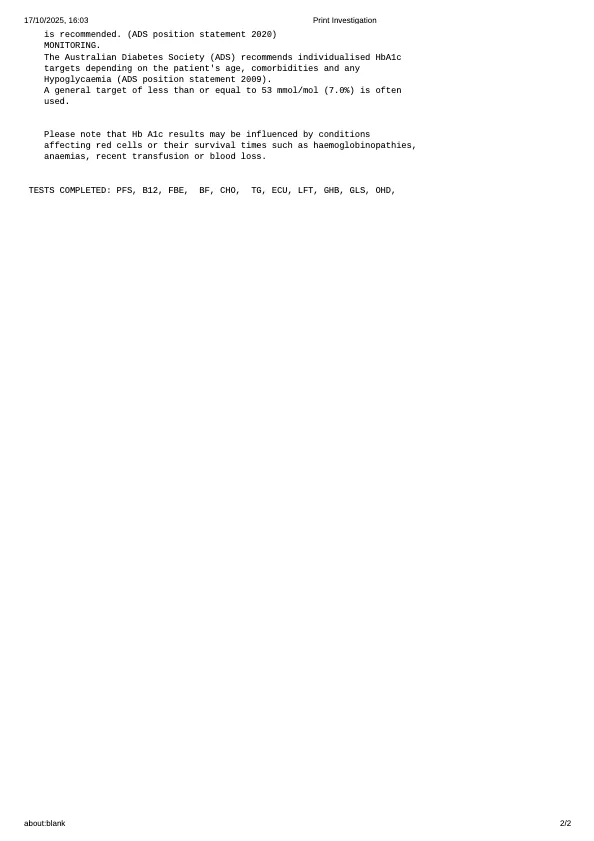 17/10/2025, 16:03 Print Investigation
is recommended. (ADS position statement 2020)
MONITORING.
The Australian Diabetes Society (ADS) recommends individualised HbA1c
targets depending on the patient's age, comorbidities and any
Hypoglycaemia (ADS position statement 2009).
A general target of less than or equal to 53 mmol/mol (7.0%) is often
used.
Please note that Hb A1c results may be influenced by conditions
affecting red cells or their survival times such as haemoglobinopathies,
anaemias, recent transfusion or blood loss.
TESTS COMPLETED: PFS, B12, FBE,  BF, CHO,  TG, ECU, LFT, GHB, GLS, OHD,
about:blank 2/2